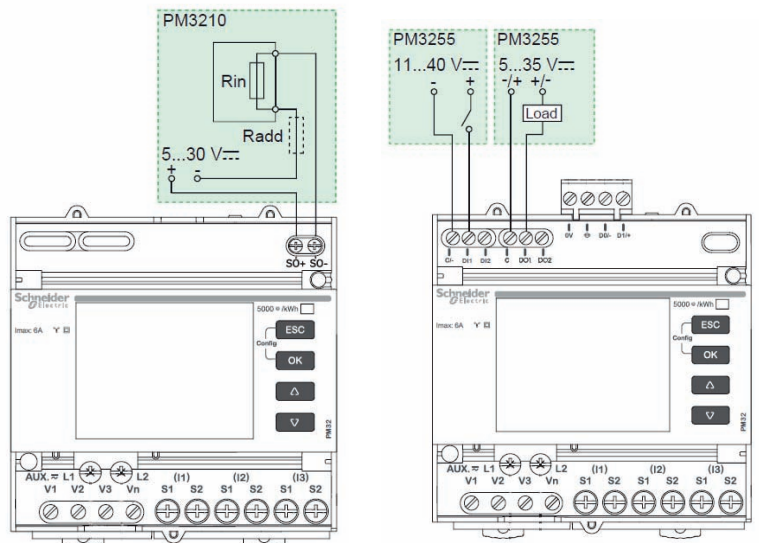 PM3210
Rin
Radd
5...30 V
+ -
SO+ SO-
Schneider
Electric
5000 /kWh
Imax: 6A
ESC
Config
OK
PM32
AUX. L1 L2 (I1) (I2) (I3)
V1 V2 V3 Vn S1 S2 S1 S2 S1 S2
PM3255 PM3255
11...40 V 5...35 V
- + -/+ +/-
Load
0V D0/- D1/+
C/- DI1 DI2 C DO1 DO2
Schneider
Electric
5000 /kWh
Imax: 6A
ESC
Config
OK
PM32
AUX. L1 L2 (I1) (I2) (I3)
V1 V2 V3 Vn S1 S2 S1 S2 S1 S2